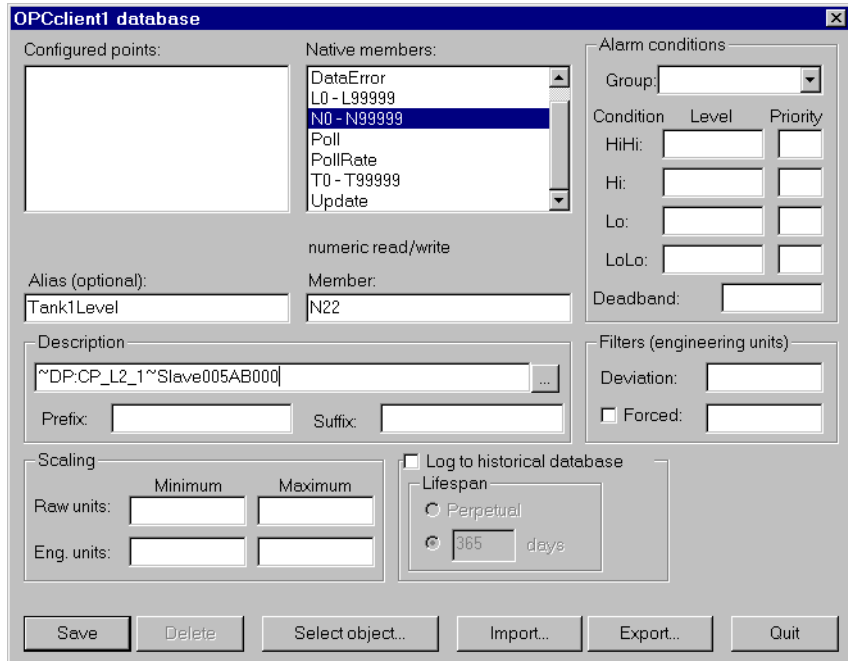 OPCclient1 database
Configured points:
Native members:
DataError
L0 - L99999
N0 - N99999
Poll
PollRate
T0 - T99999
Update
numeric read/write
Alias (optional):
Tank1Level
Member:
N22
Alarm conditions
Group:
Condition Level Priority
HiHi:
Hi:
Lo:
LoLo:
Deadband:
Description
~DP:CP_L2_1~Slave005AB000
...
Prefix:
Suffix:
Filters (engineering units)
Deviation:
Forced:
Scaling
Minimum Maximum
Raw units:
Eng. units:
Log to historical database
Lifespan
Perpetual
365 days
Save Delete Select object... Import... Export... Quit